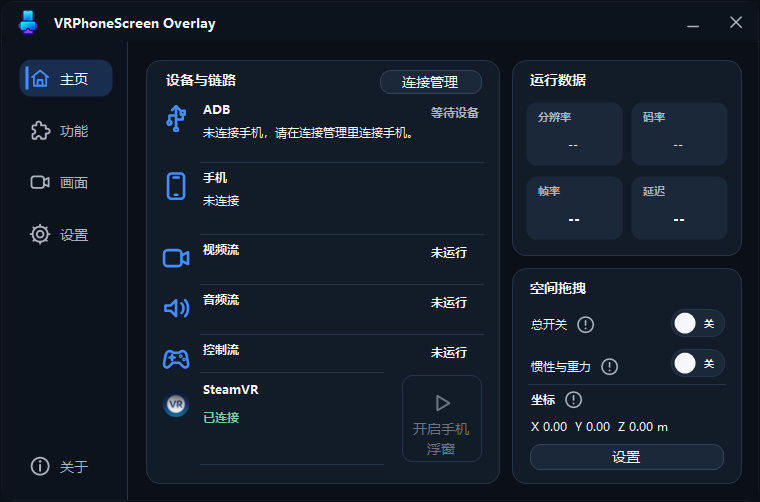 VRPhoneScreen Overlay
主页
功能
画面
设置
关于
设备与链路
连接管理
ADB
等待设备
未连接手机，请在连接管理里连接手机。
手机
未连接
视频流
未运行
音频流
未运行
控制流
未运行
SteamVR
VR
已连接
开启手机
浮窗
运行数据
分辨率
码率
--
--
帧率
延迟
--
--
空间拖拽
总开关
关
惯性与重力
关
坐标
X 0.00 Y 0.00 Z 0.00 m
设置